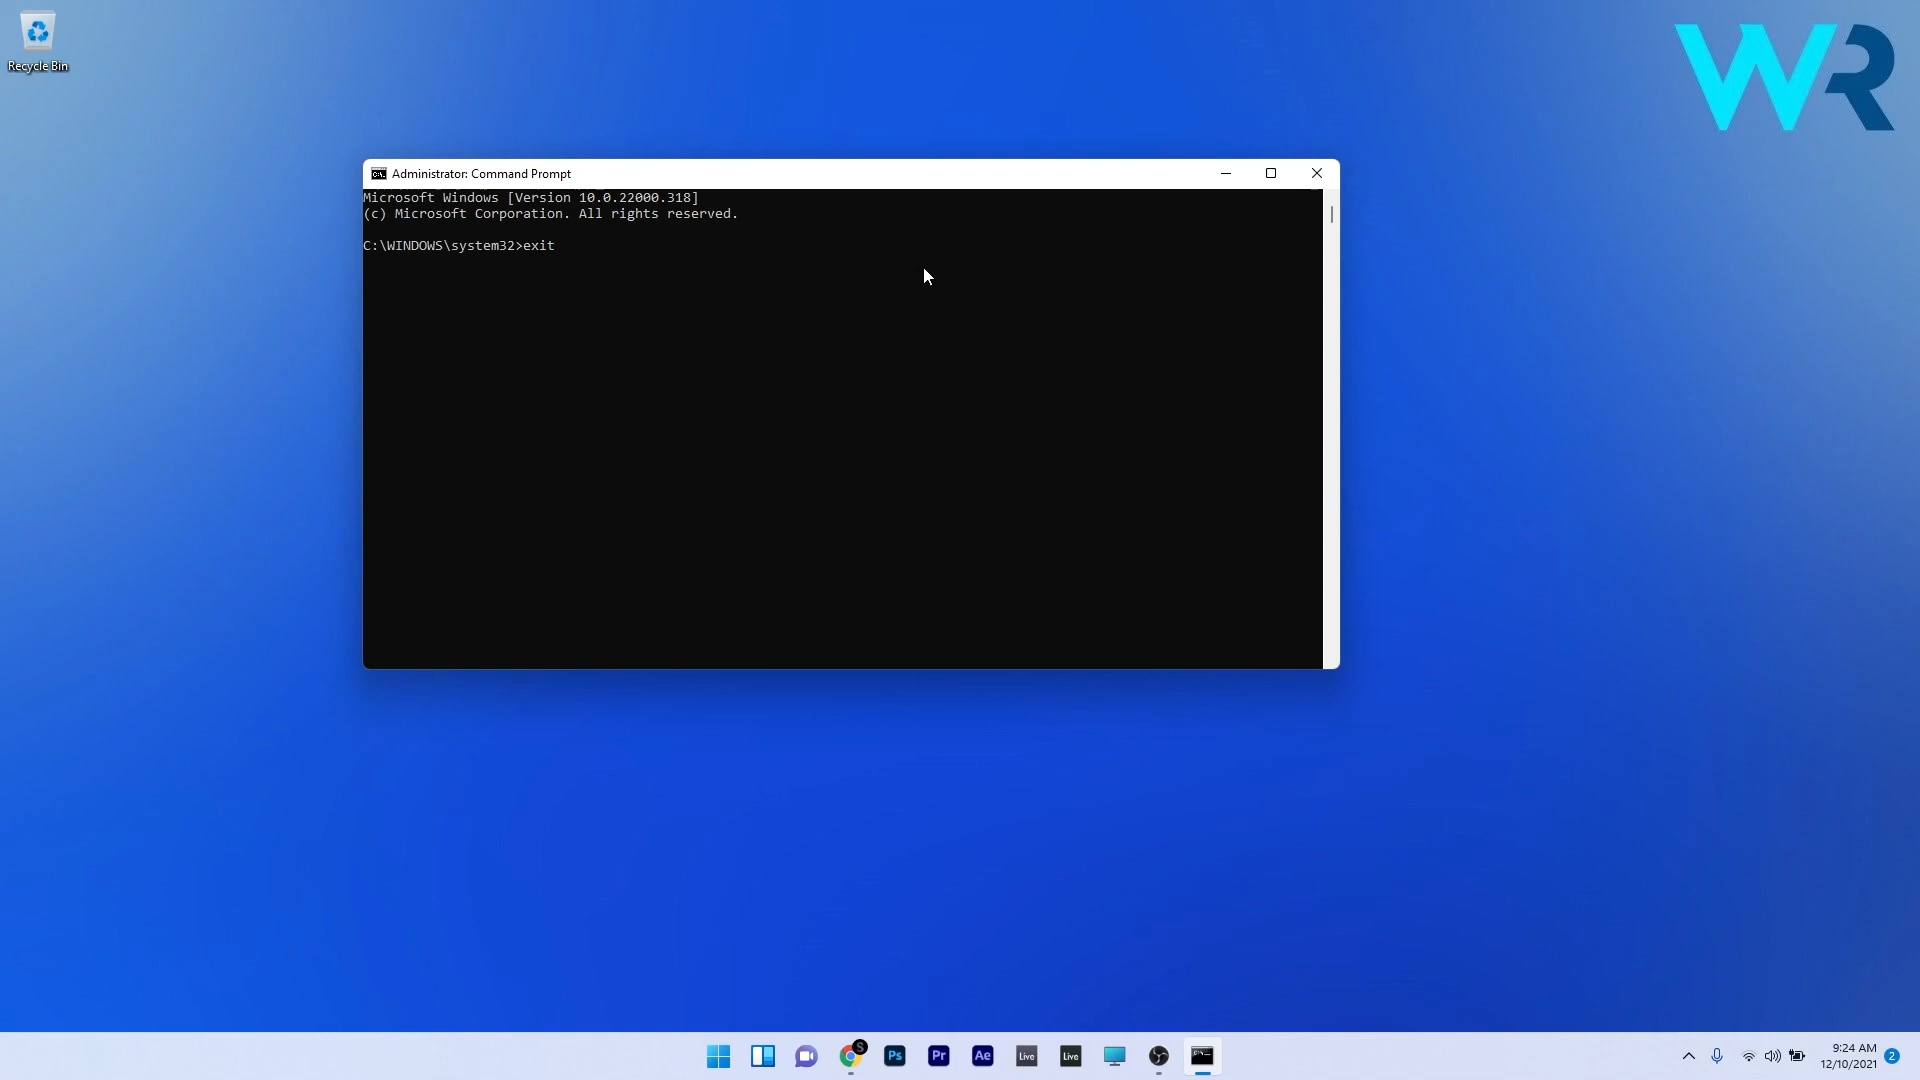 Recycle Bin
WR
Administrator: Command Prompt
Microsoft Windows [Version 10.0.22000.318]
(c) Microsoft Corporation. All rights reserved.
C:\WINDOWS\system32>exit
S
Ps
Pr
Ae
Live
Live
9:24 AM
12/10/2021
2